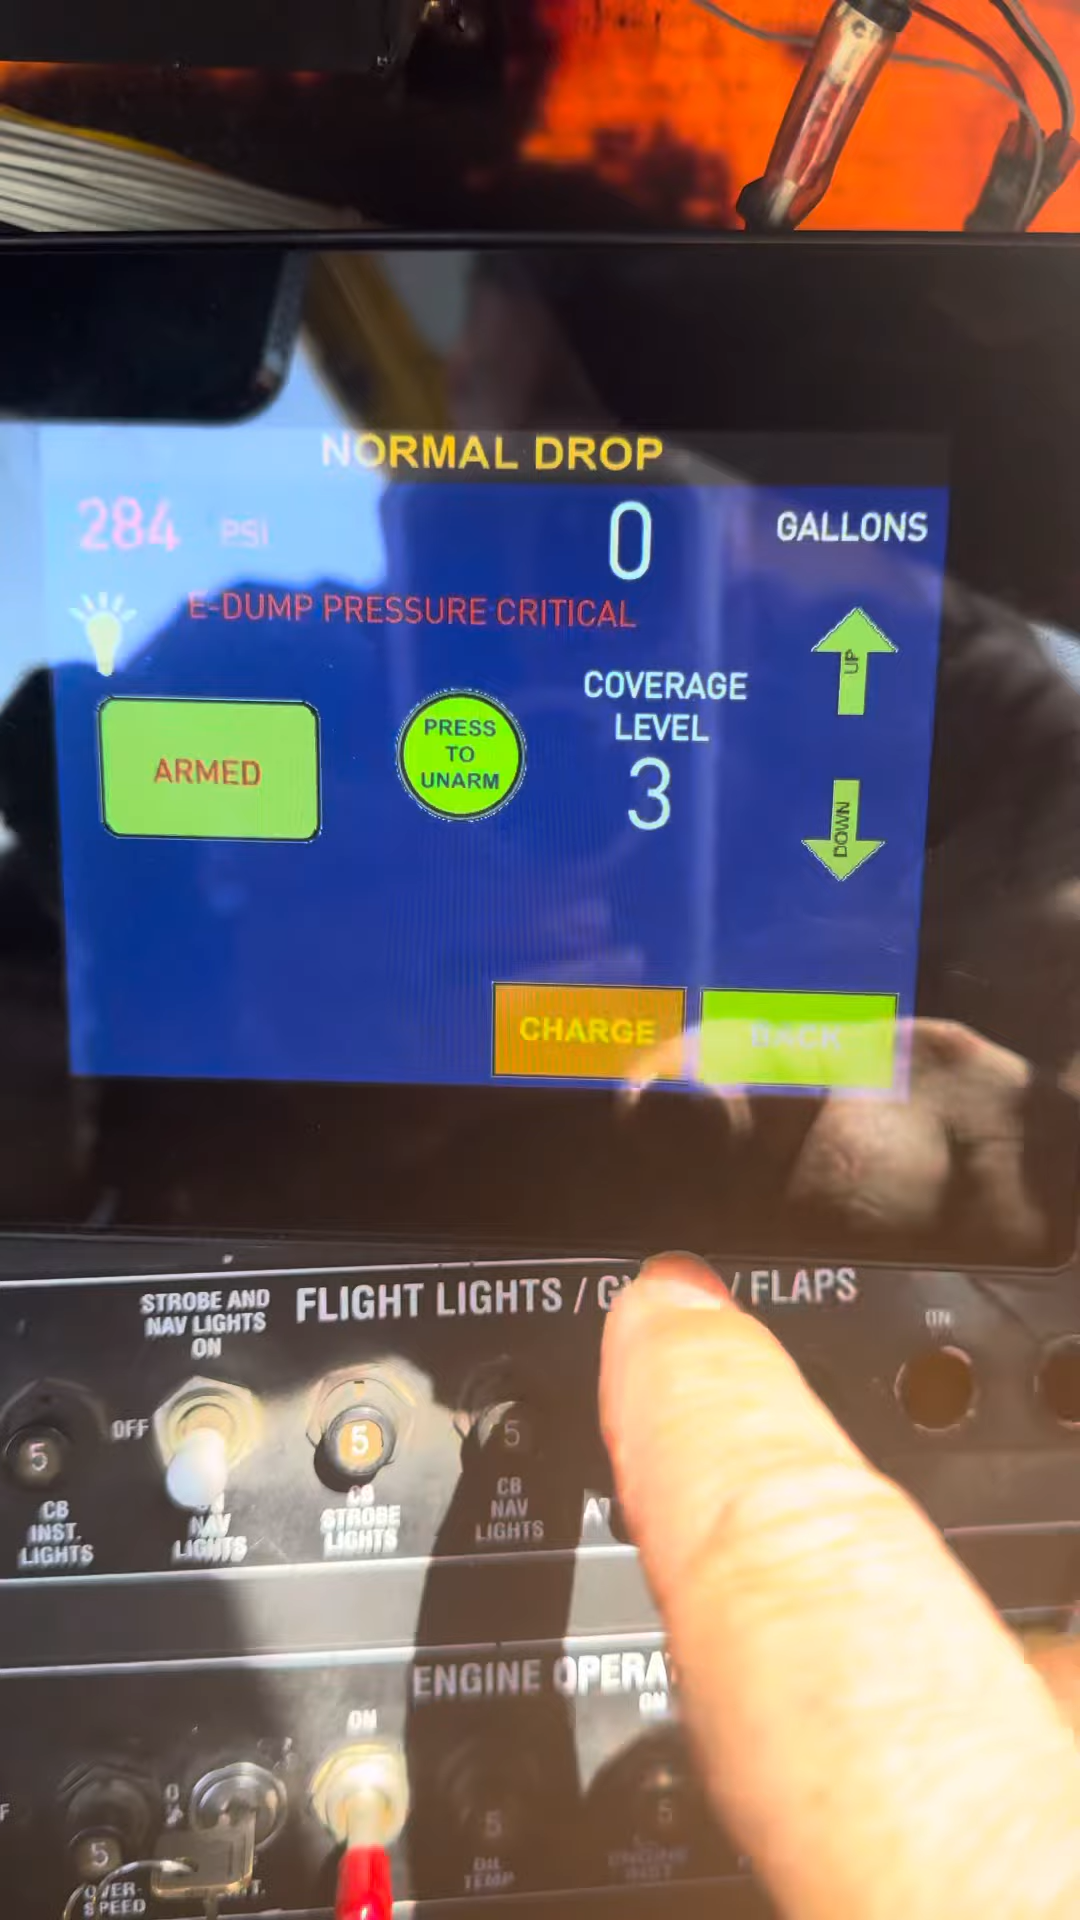 NORMAL DROP
284 PSI
0
GALLONS
E-DUMP PRESSURE CRITICAL
UP
COVERAGE
LEVEL
3
ARMED
PRESS
TO
UNARM
DOWN
CHARGE
BACK
STROBE AND
NAV LIGHTS
ON
FLIGHT LIGHTS / / FLAPS
ON
OFF
5
5
5
CB
INST.
LIGHTS
NAV
LIGHTS
CB
STROBE
LIGHTS
CB
NAV
LIGHTS
ENGINE
ON
ON
5
5
5
OVER-
SPEED
OIL
TEMP